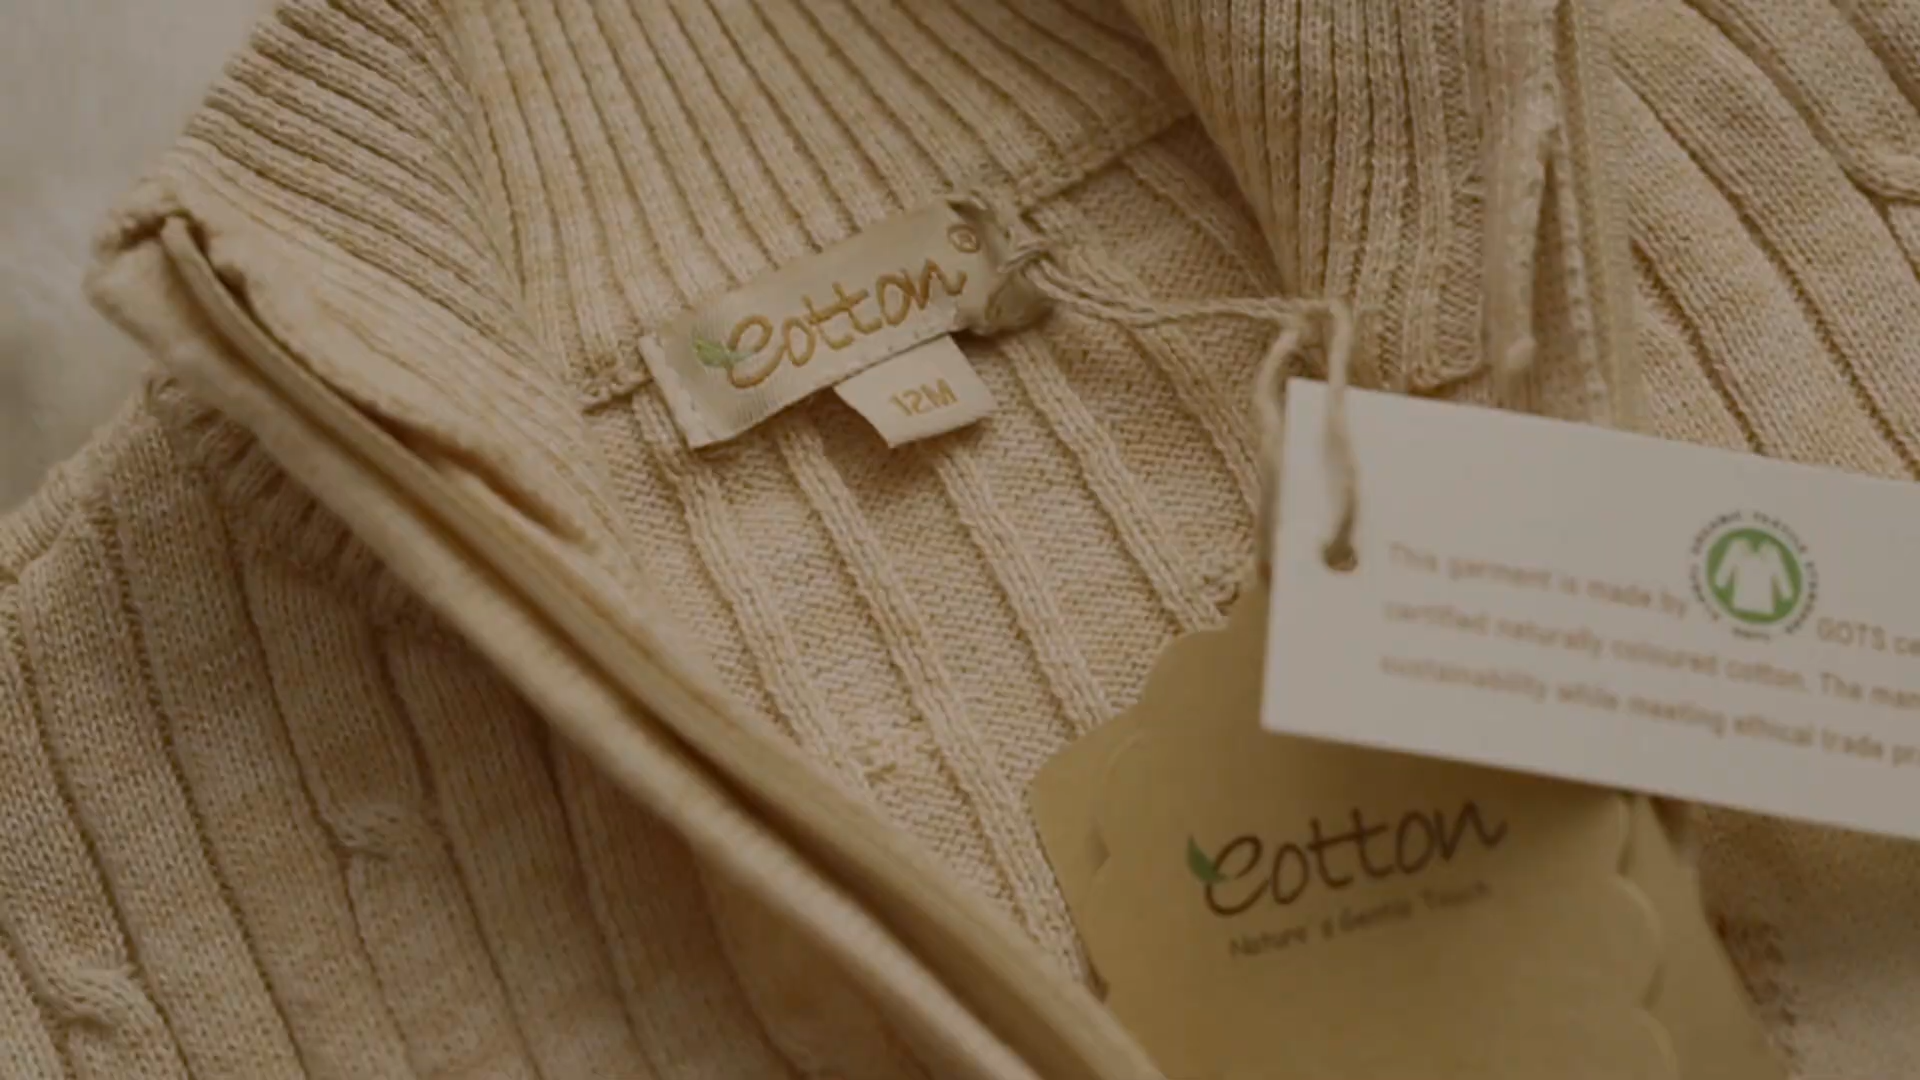 eotton®
12M
This garment is made by GOTS ce
certified naturally coloured cotton. The man
sustainability while meeting ethical trade pr
eotton
Nature's Gentle Touch